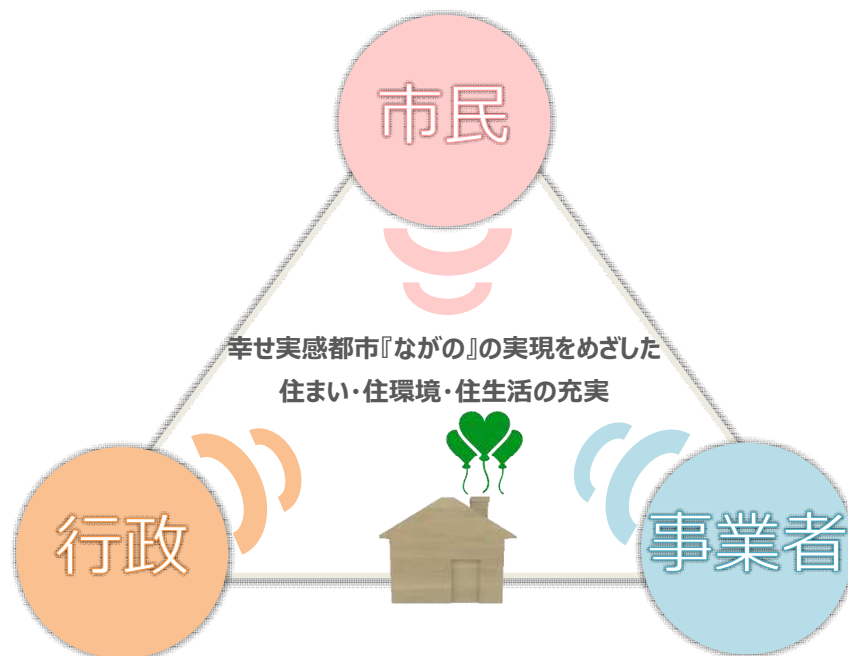 市民
幸せ実感都市『ながの』の実現をめざした
住まい・住環境・住生活の充実
行政
事業者